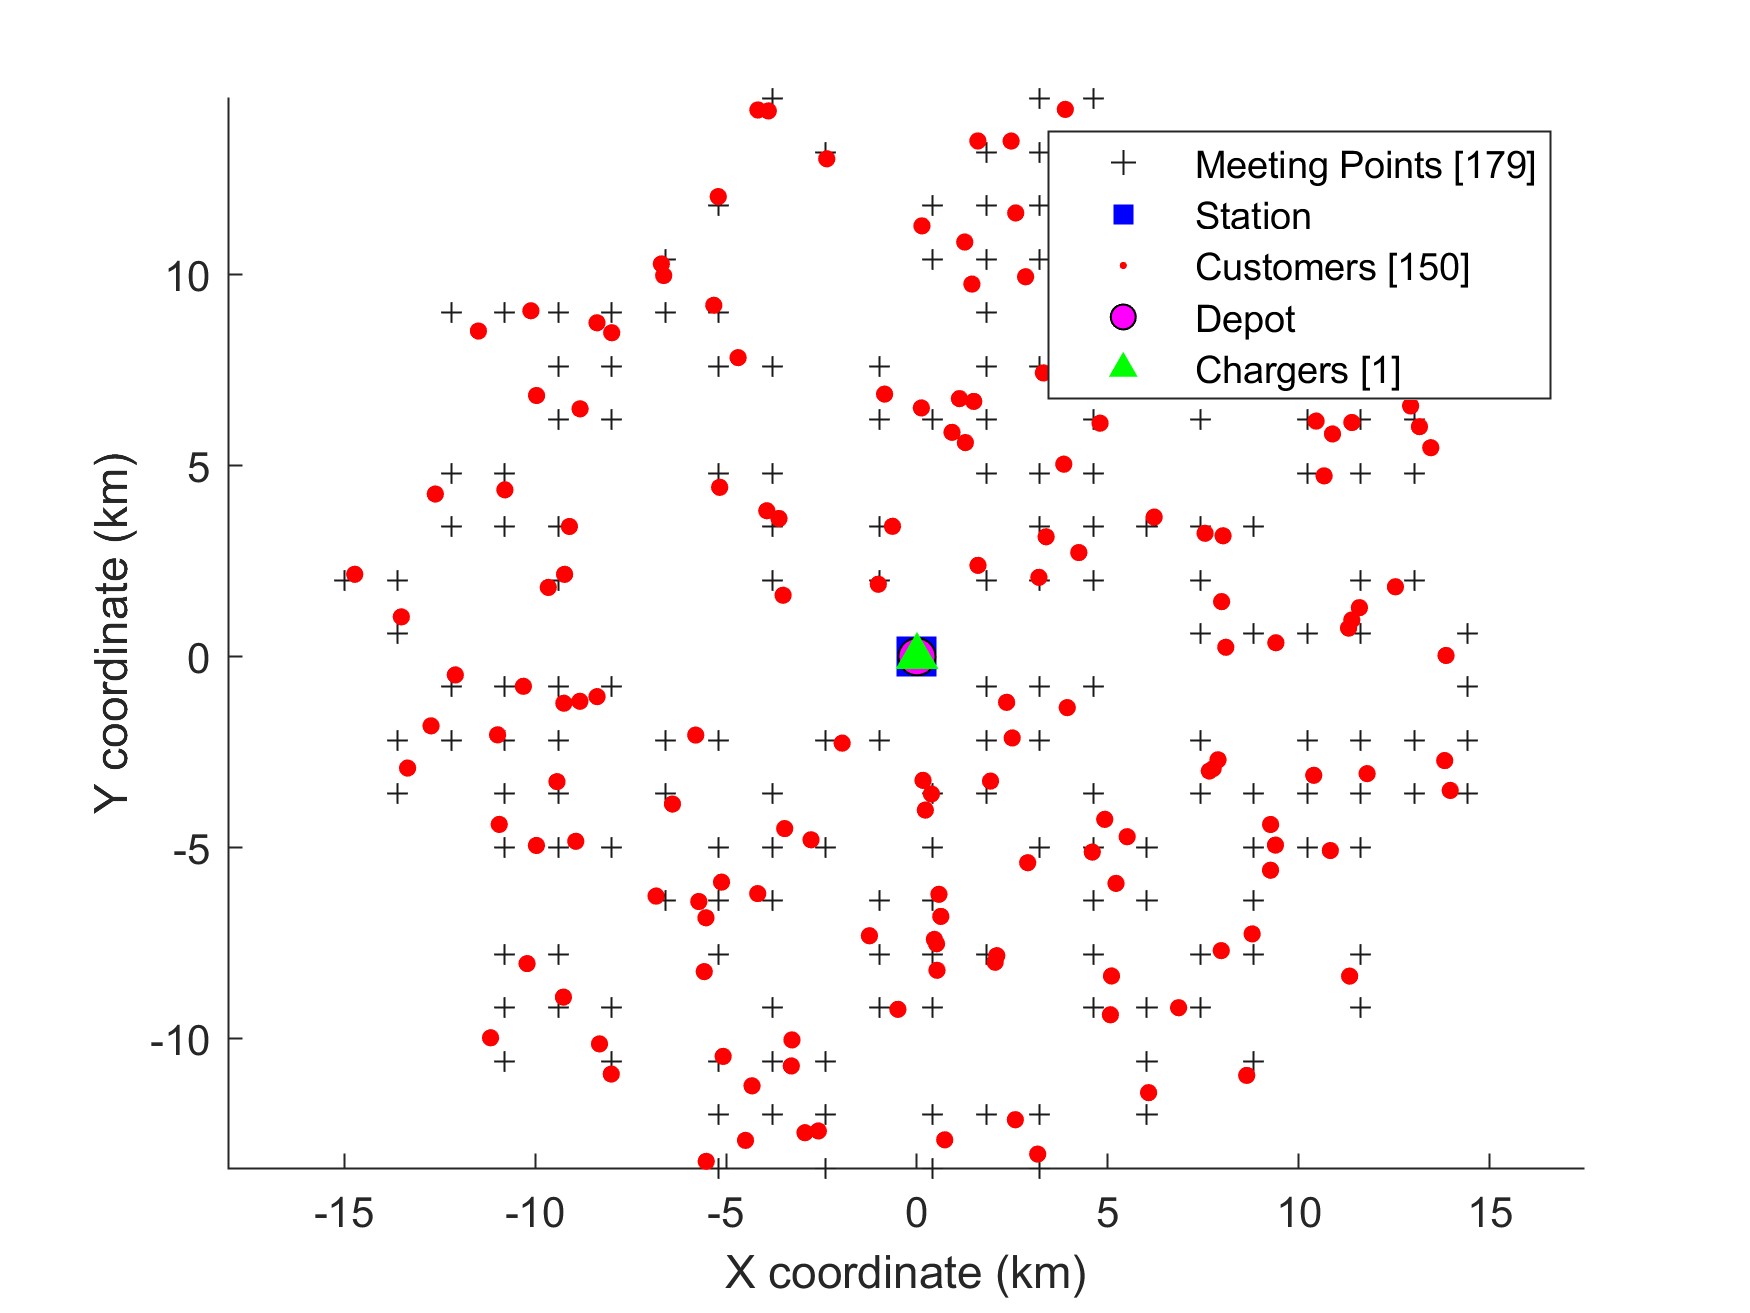 Meeting Points [179]
Station
Customers [150]
Depot
Chargers [1]
10
5
0
-5
-10
Y coordinate (km)
-15 -10 -5 0 5 10 15
X coordinate (km)